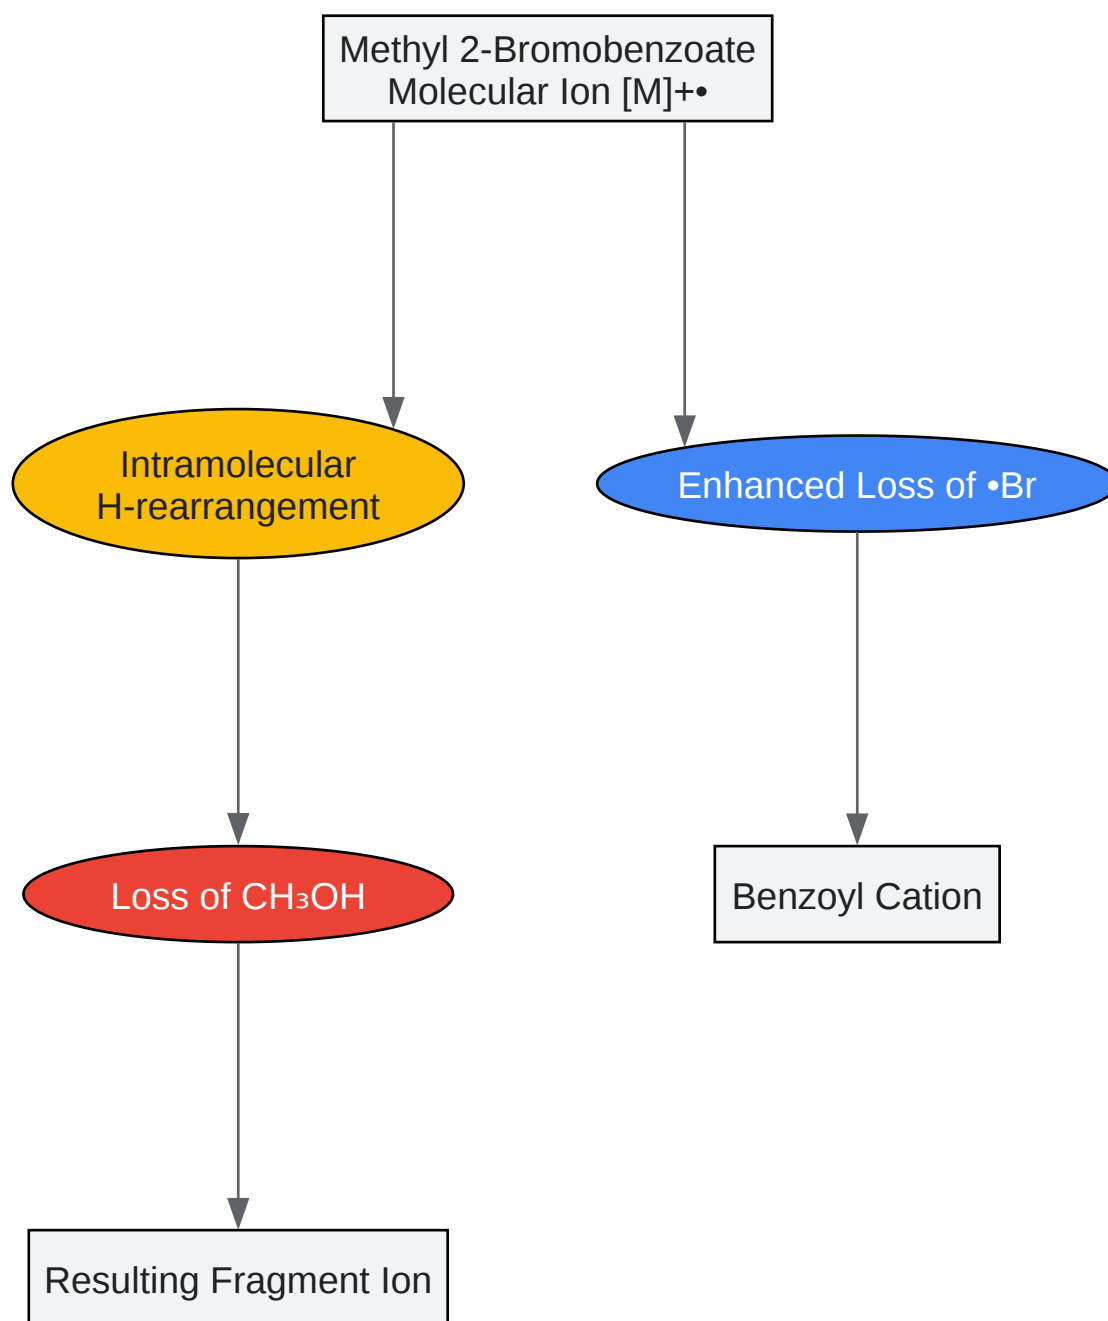 Methyl 2-Bromobenzoate
Molecular Ion [M]+•
Intramolecular
H-rearrangement
Enhanced Loss of •Br
Loss of CH₃OH
Benzoyl Cation
Resulting Fragment Ion